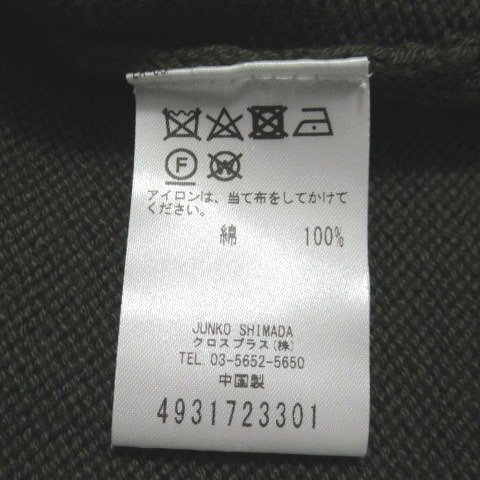 F W
アイロンは、当て布をしてかけて
ください。
綿 100%
JUNKO SHIMADA
クロスプラス(株)
TEL. 03-5652-5650
中国製
4931723301